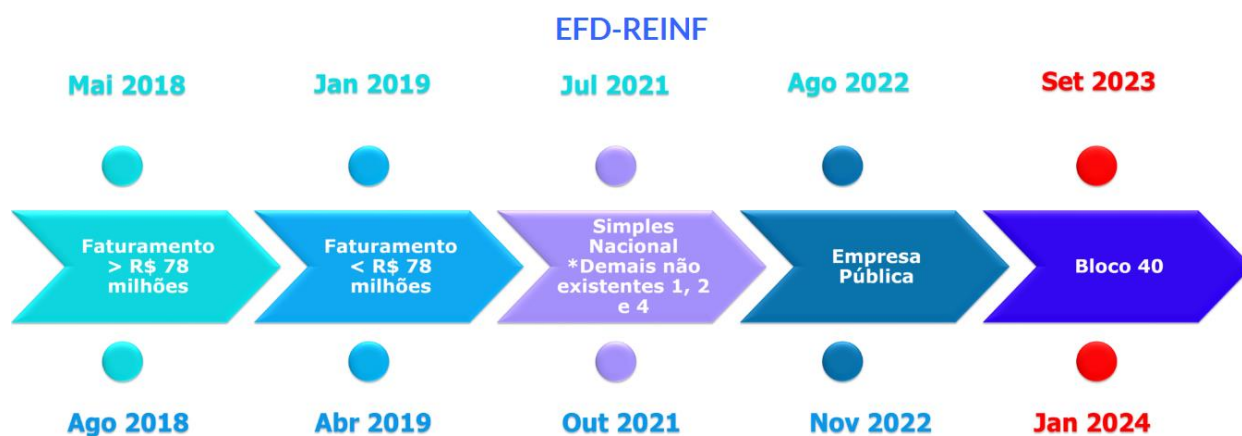 EFD-REINF
Mai 2018
Jan 2019
Jul 2021
Ago 2022
Set 2023
Faturamento
> R$ 78
milhões
Faturamento
< R$ 78
milhões
Simples
Nacional
*Demais não
existentes 1, 2
e 4
Empresa
Pública
Bloco 40
Ago 2018
Abr 2019
Out 2021
Nov 2022
Jan 2024